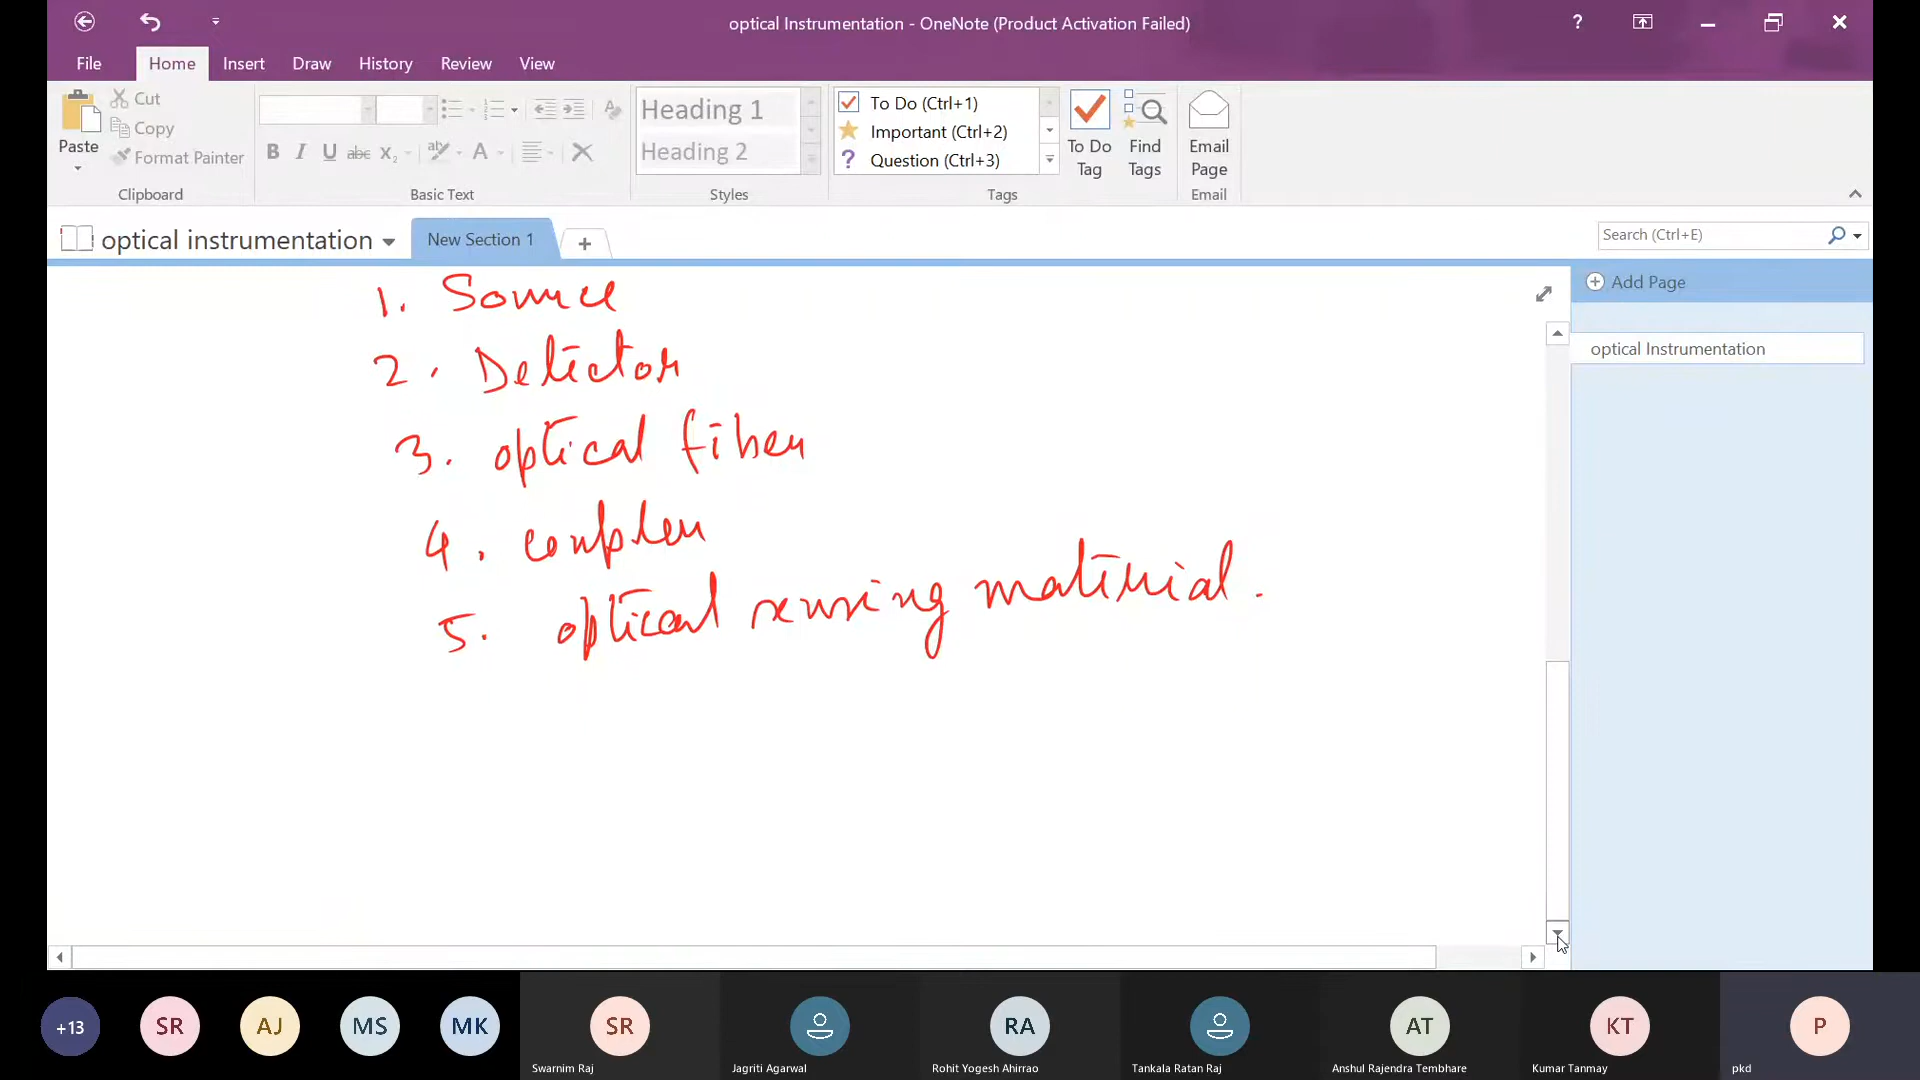 optical Instrumentation - OneNote (Product Activation Failed)
?
File Home Insert Draw History Review View
Paste
Cut
Copy
Format Painter
Clipboard
B I U abc X₂ A
Basic Text
Heading 1
Heading 2
Styles
To Do (Ctrl+1)
Important (Ctrl+2)
? Question (Ctrl+3)
Tags
To Do Tag
Find Tags
Email Page
Email
optical instrumentation
New Section 1
+
Search (Ctrl+E)
Add Page
optical Instrumentation
1. Source
2. Detector
3. optical fiber
4. coupler
5. optical sensing material.
+13 SR AJ MS MK SR RA AT KT P
Swarnim Raj Jagriti Agarwal Rohit Yogesh Ahirrao Tankala Ratan Raj Anshul Rajendra Tembhare Kumar Tanmay pkd